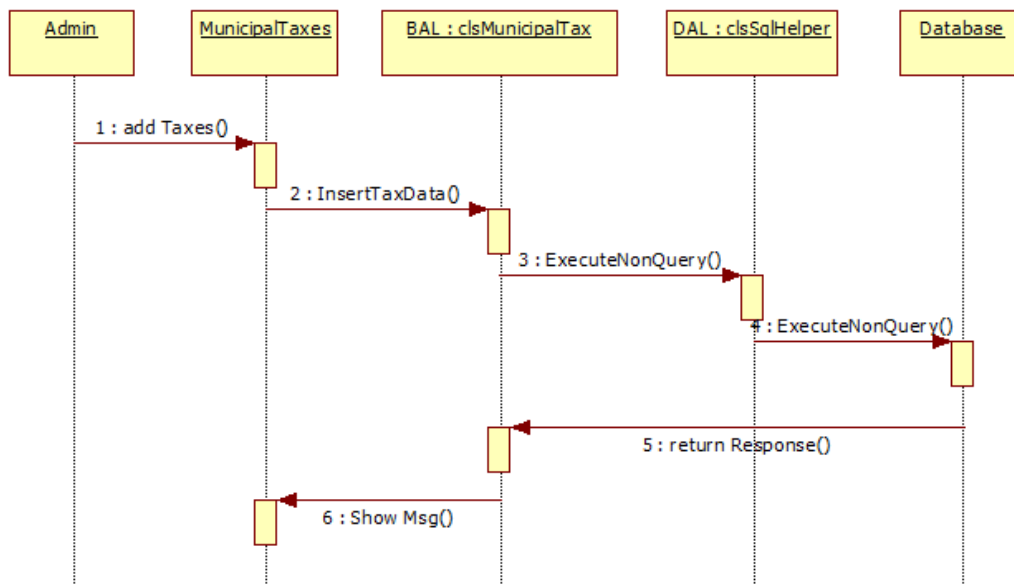 Admin
MunicipalTaxes
BAL : clsMunicipalTax
DAL : clsSqlHelper
Database
1 : add Taxes()
2 : InsertTaxData()
3 : ExecuteNonQuery()
4 : ExecuteNonQuery()
5 : return Response()
6 : Show Msg()